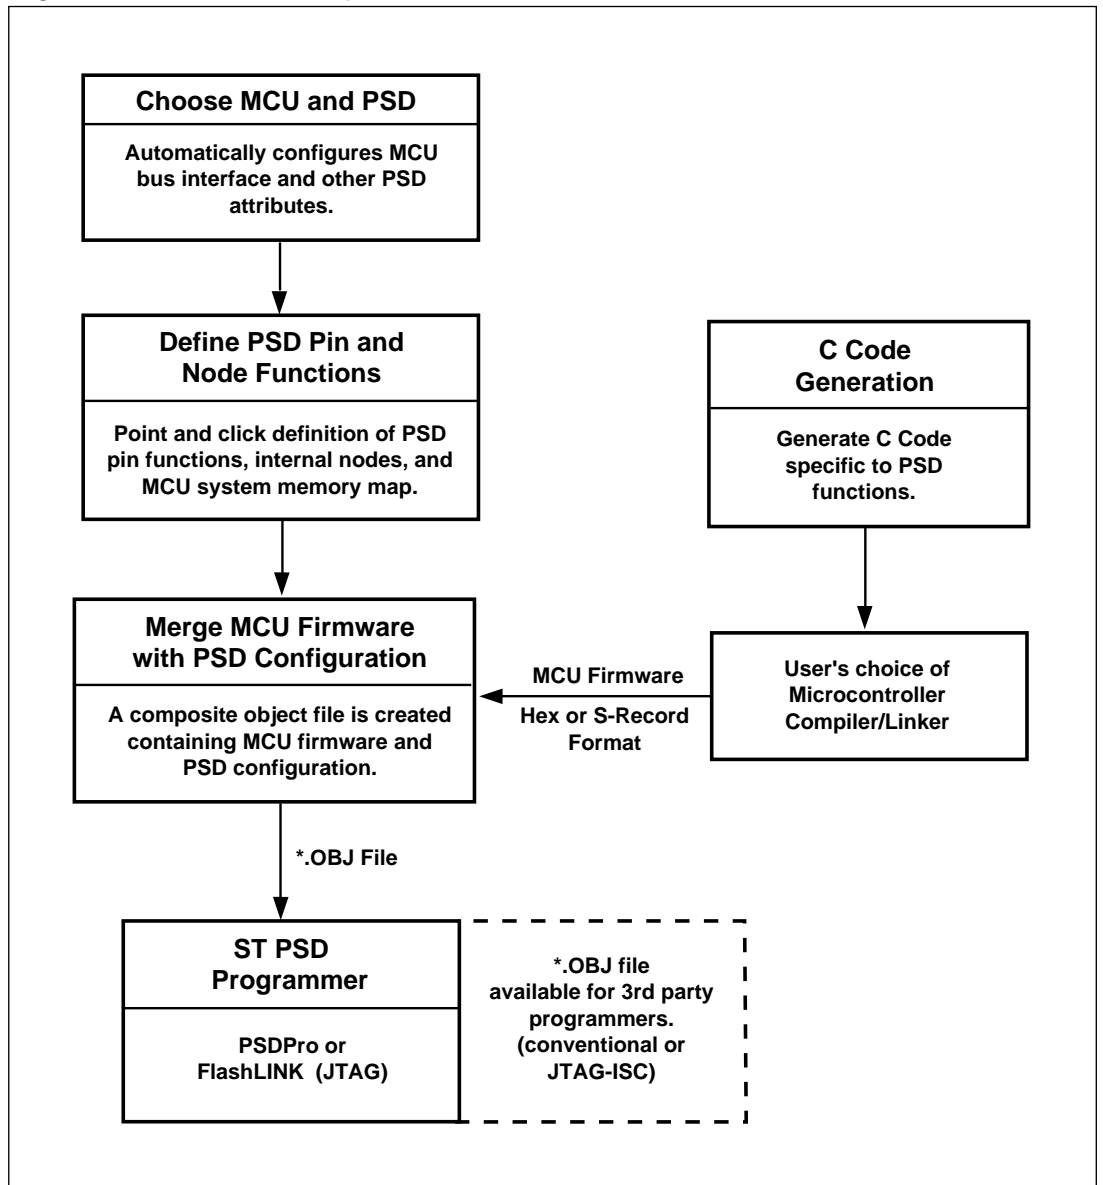 Choose MCU and PSD
Automatically configures MCU
bus interface and other PSD
attributes.
Define PSD Pin and
Node Functions
Point and click definition of PSD
pin functions, internal nodes, and
MCU system memory map.
C Code
Generation
Generate C Code
specific to PSD
functions.
Merge MCU Firmware
with PSD Configuration
A composite object file is created
containing MCU firmware and
PSD configuration.
MCU Firmware
Hex or S-Record
Format
User's choice of
Microcontroller
Compiler/Linker
*.OBJ File
ST PSD
Programmer
PSDPro or
FlashLINK (JTAG)
*.OBJ file
available for 3rd party
programmers.
(conventional or
JTAG-ISC)